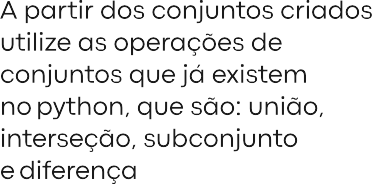 A partir dos conjuntos criados
utilize as operações de
conjuntos que já existem
no python, que são: união,
interseção, subconjunto
e diferença